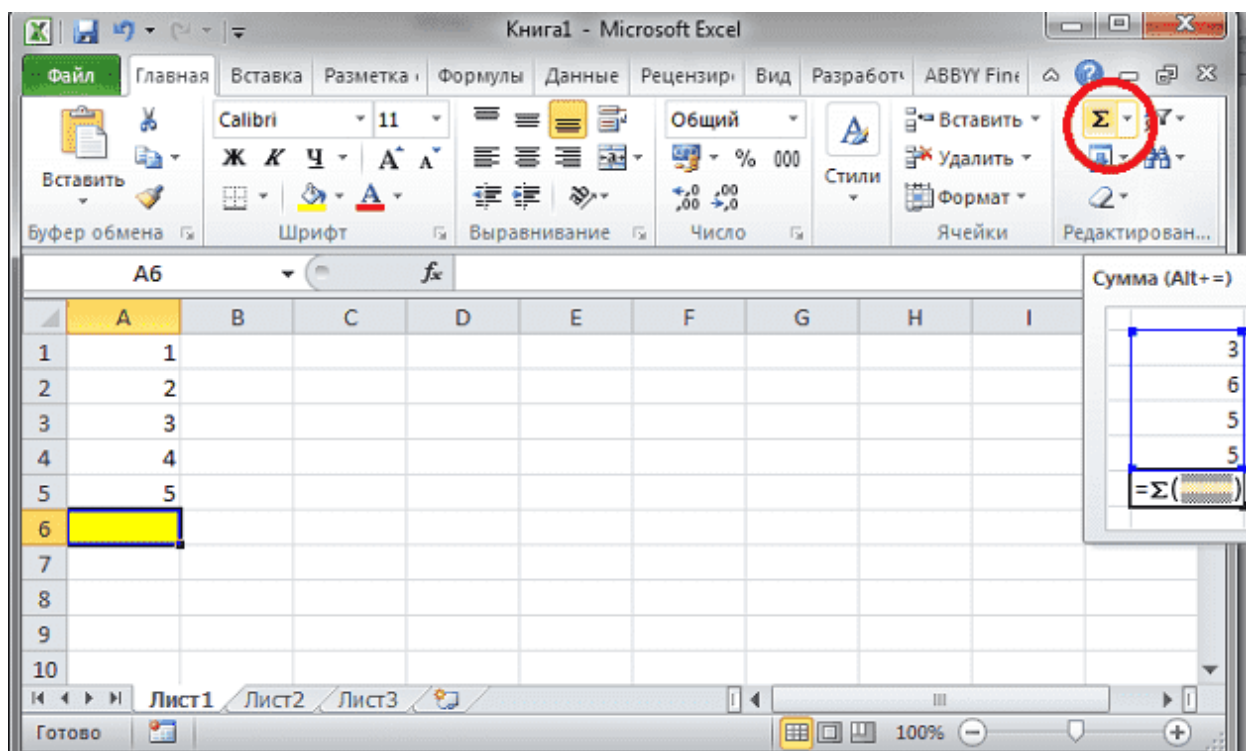 Книга1 - Microsoft Excel
Файл Главная Вставка Разметка Формулы Данные Рецензир Вид Разработ ABBYY Fine
Вставить
Calibri 11
Ж К Ч
Общий
% 000
Стили
Вставить
Удалить
Формат
Σ
Буфер обмена Шрифт Выравнивание Число Ячейки Редактирован...
A6 fx
Сумма (Alt+=)
3
6
5
5
=Σ( )
A B C D E F G H I
1 1
2 2
3 3
4 4
5 5
6
7
8
9
10
Лист1 Лист2 Лист3
Готово 100%